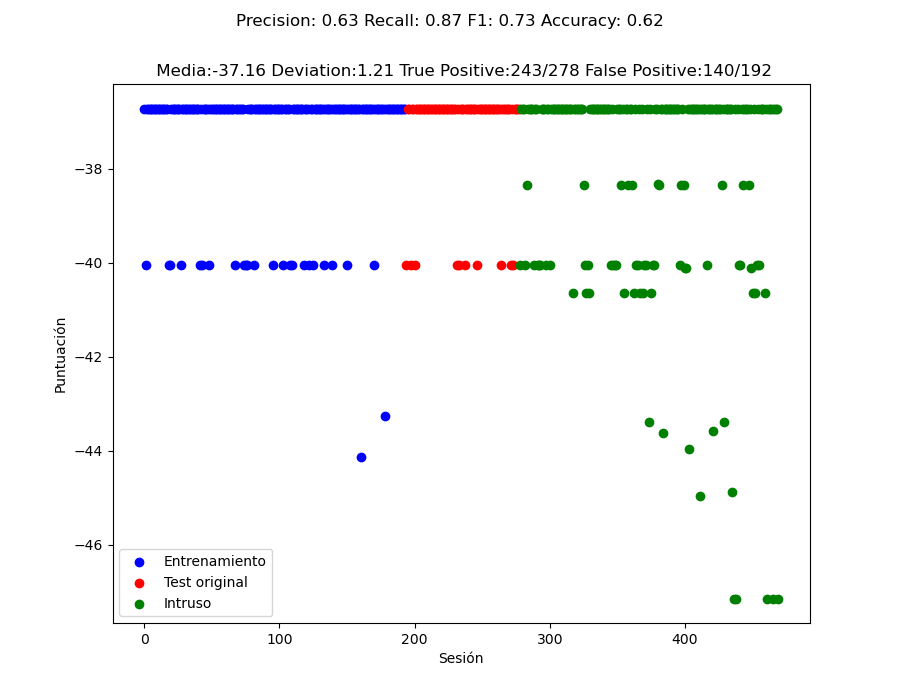 Precision: 0.63 Recall: 0.87 F1: 0.73 Accuracy: 0.62
Media:-37.16 Deviation:1.21 True Positive:243/278 False Positive:140/192
−38
−40
−42
−44
−46
Puntuación
Entrenamiento
Test original
Intruso
0 100 200 300 400
Sesión